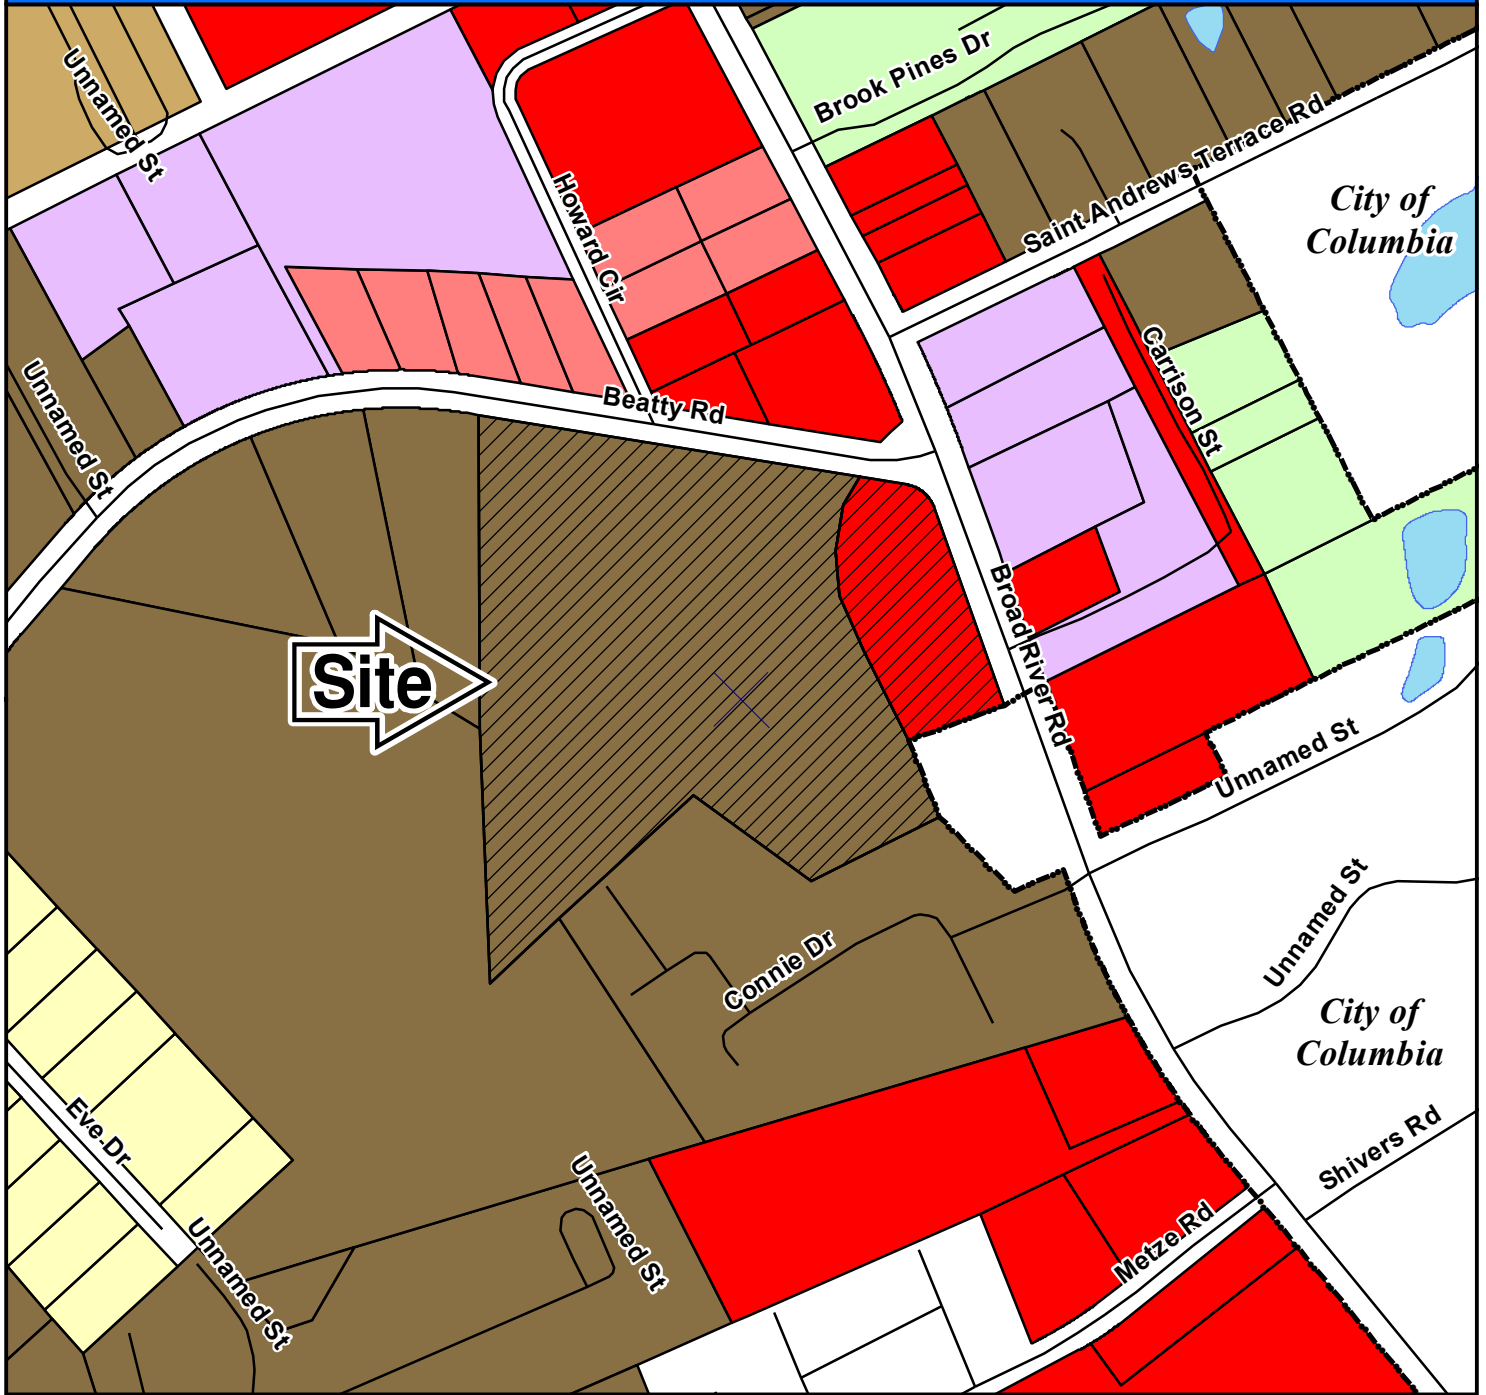 Unnamed St
Brook Pines Dr
Saint Andrews Terrace Rd
City of
Columbia
Howard Cir
Unnamed St
Beatty Rd
Carrison St
Broad River Rd
Site
Unnamed St
Unnamed St
Connie Dr
City of
Columbia
Eve Dr
Shivers Rd
Unnamed St
Unnamed St
Metze Rd